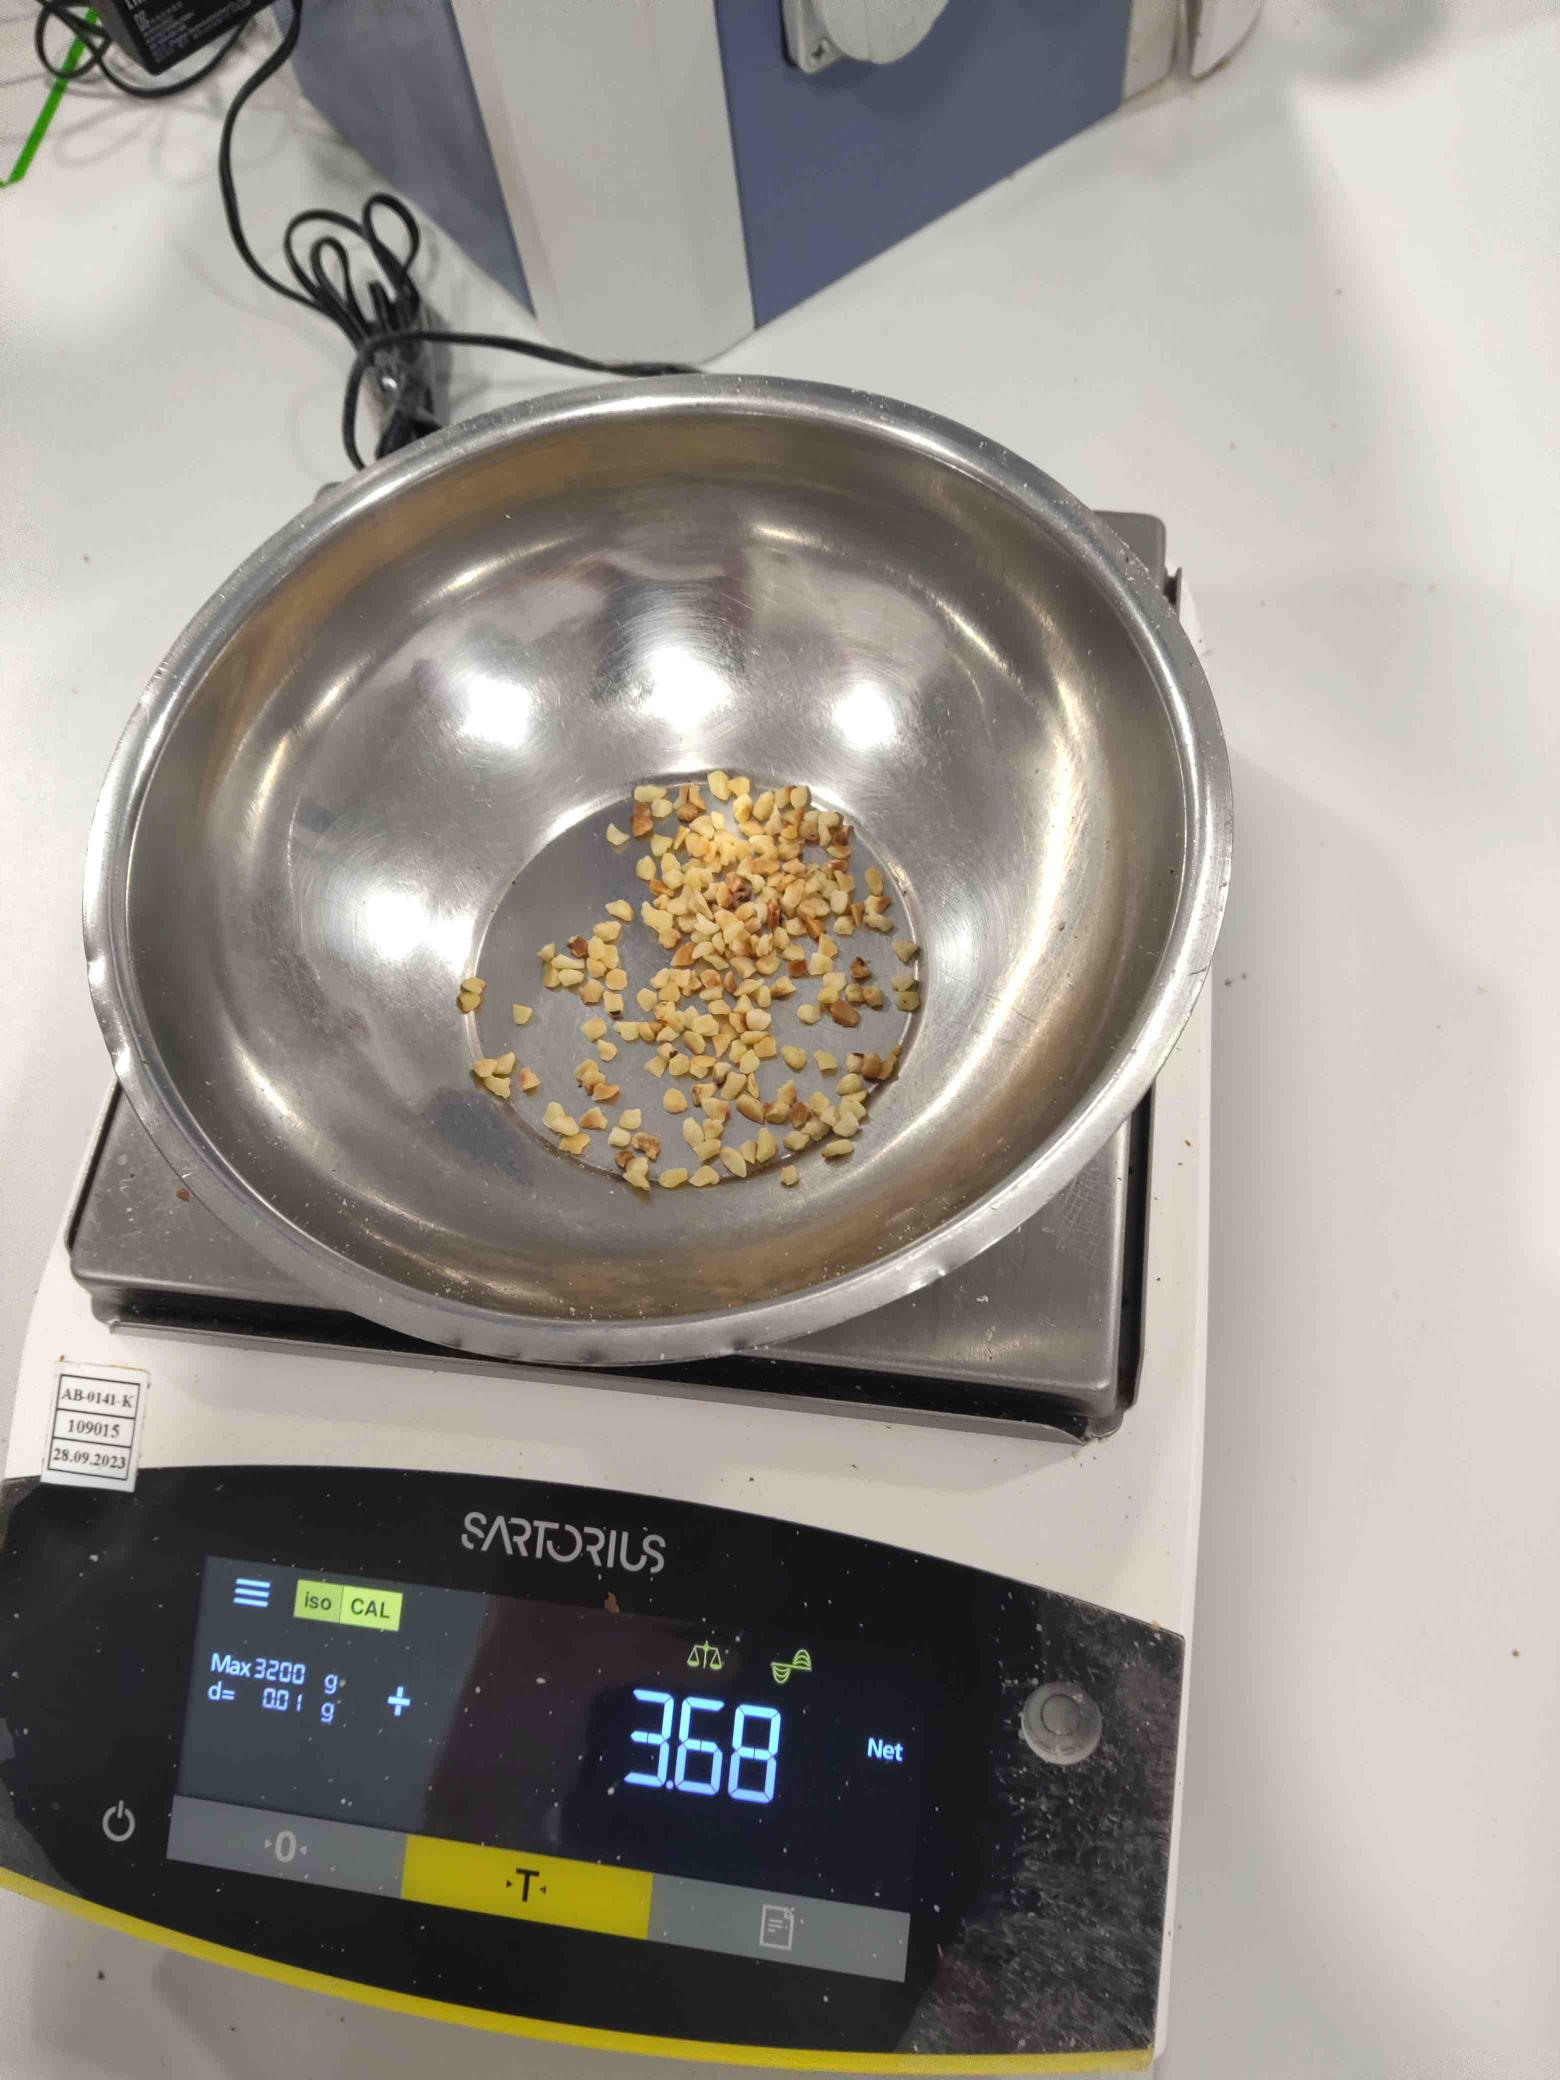 AB-0141-K
109015
28.09.2023
SARTORIUS
iso CAL
Max 3200 g
d= 0.01 g
+ 3.68 Net
0
T